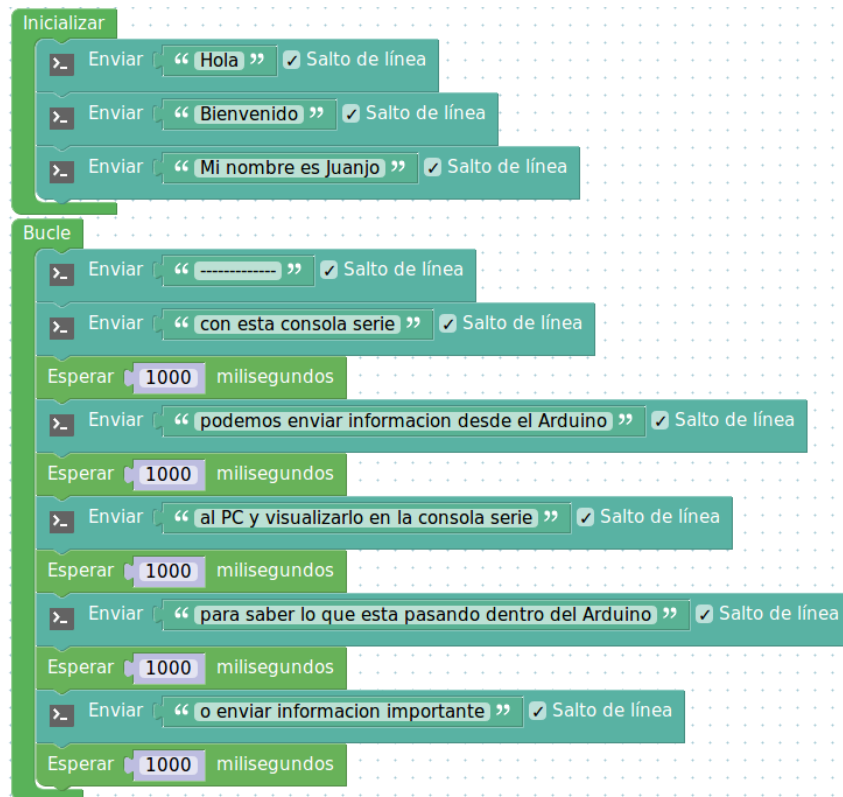 Inicializar
Enviar “ Hola ” ✓ Salto de línea
Enviar “ Bienvenido ” ✓ Salto de línea
Enviar “ Mi nombre es Juanjo ” ✓ Salto de línea
Bucle
Enviar “ ------------- ” ✓ Salto de línea
Enviar “ con esta consola serie ” ✓ Salto de línea
Esperar 1000 milisegundos
Enviar “ podemos enviar informacion desde el Arduino ” ✓ Salto de línea
Esperar 1000 milisegundos
Enviar “ al PC y visualizarlo en la consola serie ” ✓ Salto de línea
Esperar 1000 milisegundos
Enviar “ para saber lo que esta pasando dentro del Arduino ” ✓ Salto de línea
Esperar 1000 milisegundos
Enviar “ o enviar informacion importante ” ✓ Salto de línea
Esperar 1000 milisegundos